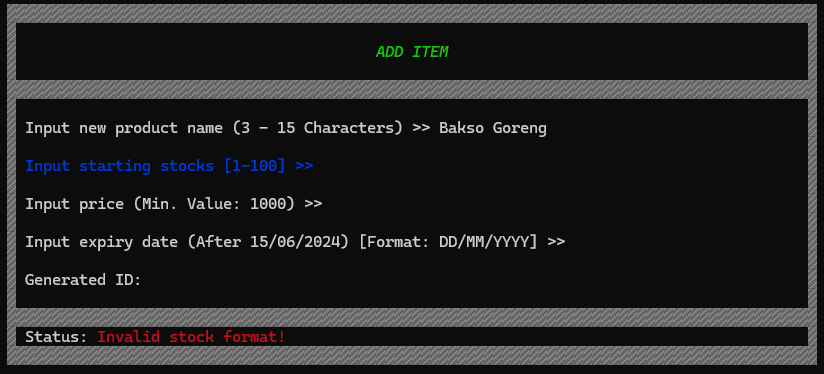 ADD ITEM
Input new product name (3 - 15 Characters) >> Bakso Goreng
Input starting stocks [1-100] >>
Input price (Min. Value: 1000) >>
Input expiry date (After 15/06/2024) [Format: DD/MM/YYYY] >>
Generated ID:
Status: Invalid stock format!